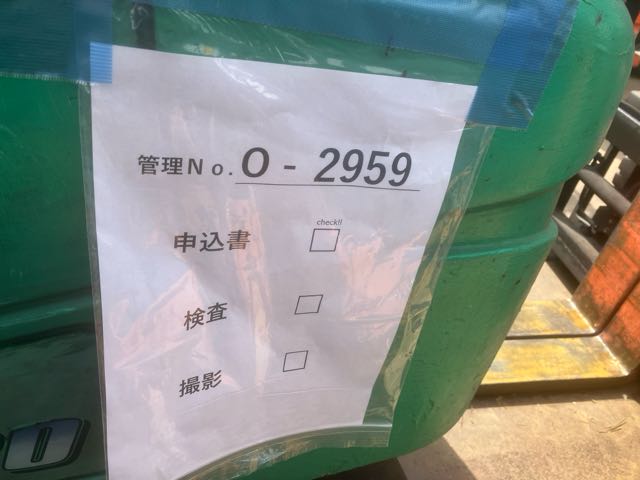 管理No. O - 2959
check!!
申込書 □
検査 □
撮影 □